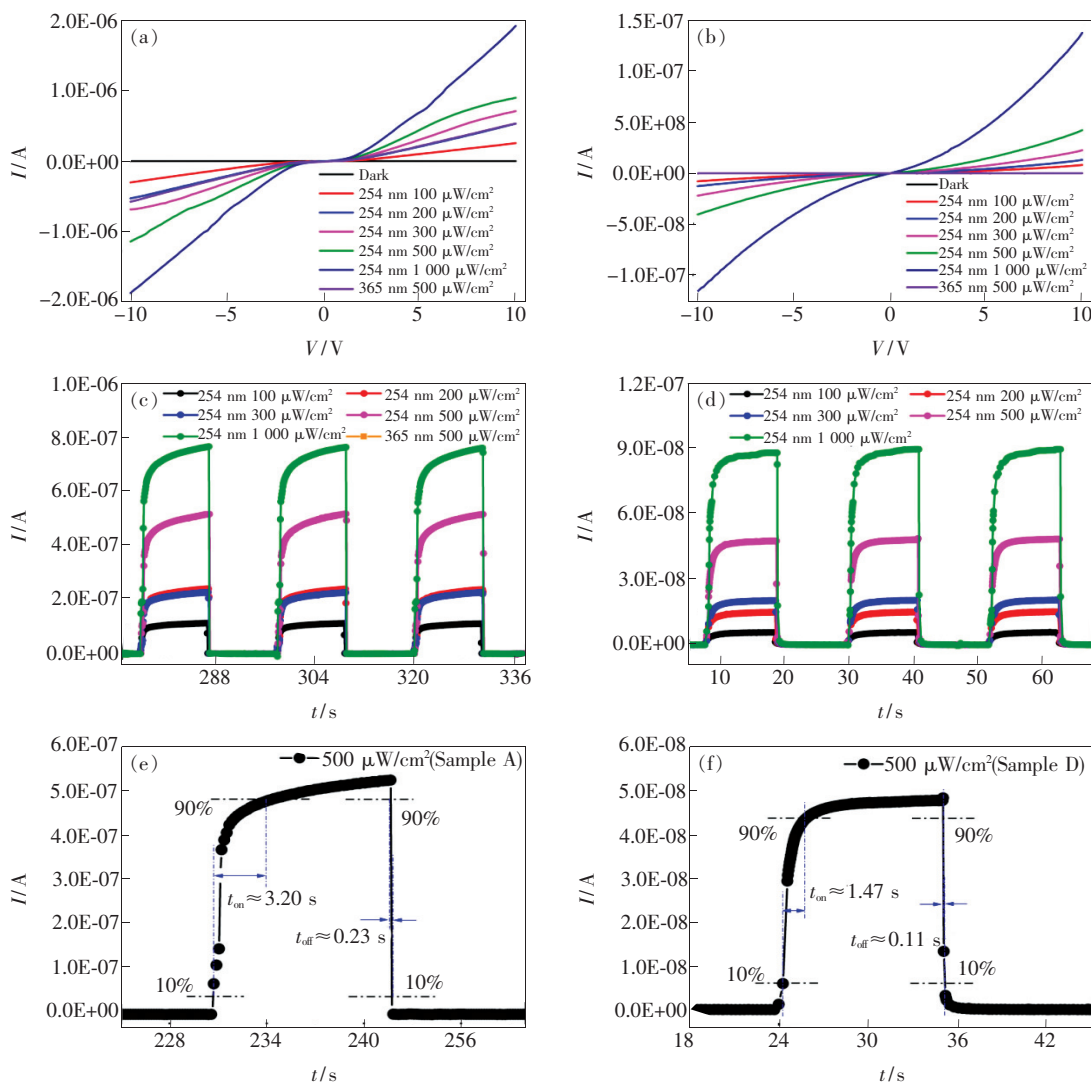 (a)
2.0E-06
1.0E-06
0.0E+00
−1.0E-06
−2.0E-06
I/A
Dark
254 nm 100 μW/cm²
254 nm 200 μW/cm²
254 nm 300 μW/cm²
254 nm 500 μW/cm²
254 nm 1 000 μW/cm²
365 nm 500 μW/cm²
−10 −5 0 5 10
V/V
(b)
1.5E-07
1.0E-07
5.0E-08
0.0E+00
−5.0E-08
−1.0E-07
I/A
Dark
254 nm 100 μW/cm²
254 nm 200 μW/cm²
254 nm 300 μW/cm²
254 nm 500 μW/cm²
254 nm 1 000 μW/cm²
365 nm 500 μW/cm²
−10 −5 0 5 10
V/V
(c)
1.0E-06
8.0E-07
6.0E-07
4.0E-07
2.0E-07
0.0E+00
I/A
254 nm 100 μW/cm² 254 nm 200 μW/cm²
254 nm 300 μW/cm² 254 nm 500 μW/cm²
254 nm 1 000 μW/cm² 365 nm 500 μW/cm²
288 304 320 336
t/s
(d)
1.2E-07
9.0E-08
6.0E-08
3.0E-08
0.0E+00
I/A
254 nm 100 μW/cm² 254 nm 200 μW/cm²
254 nm 300 μW/cm² 254 nm 500 μW/cm²
254 nm 1 000 μW/cm²
10 20 30 40 50 60
t/s
(e)
6.0E-07
5.0E-07
4.0E-07
3.0E-07
5.0E-07
1.0E-07
0.0E+00
I/A
500 μW/cm²(Sample A)
90%
90%
ton≈3.20 s
toff≈0.23 s
10%
10%
228 234 240 256
t/s
(f)
6.0E-08
5.0E-08
4.0E-08
3.0E-08
5.0E-08
1.0E-08
0.0E+00
I/A
500 μW/cm²(Sample D)
90%
90%
ton≈1.47 s
toff≈0.11 s
10%
10%
18 24 30 36 42
t/s